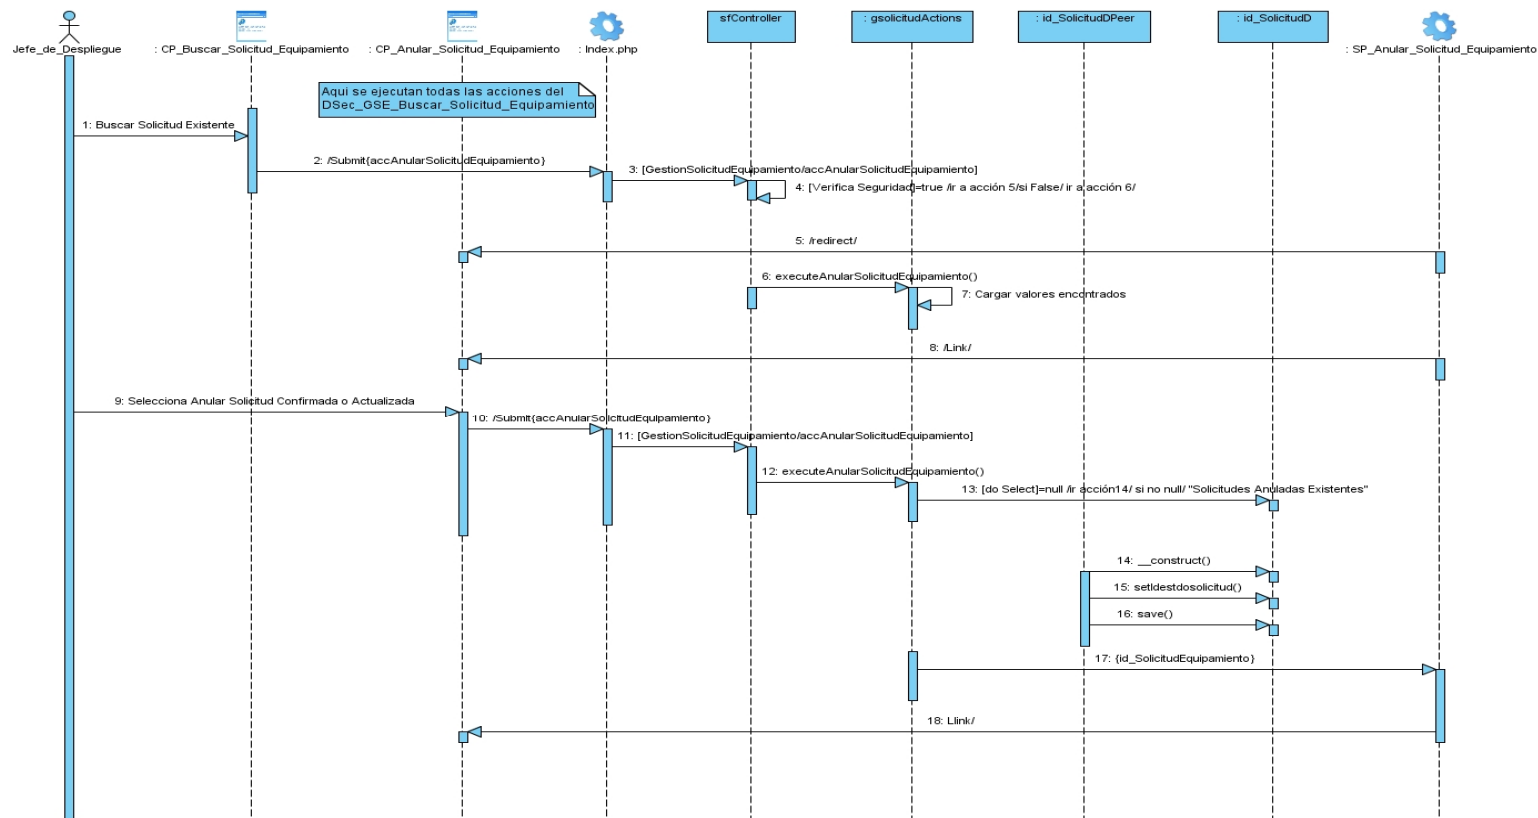 sfController
: gsolicitudActions
: id_SolicitudDPeer
: id_SolicitudD
Jefe_de_Despliegue
: CP_Buscar_Solicitud_Equipamiento
: CP_Anular_Solicitud_Equipamiento
: Index.php
: SP_Anular_Solicitud_Equipamiento
Aqui se ejecutan todas las acciones del
DSec_GSE_Buscar_Solicitud_Equipamiento
1: Buscar Solicitud Existente
2: /Submit{accAnularSolicitudEquipamiento}
3: [GestionSolicitudEquipamiento/accAnularSolicitudEquipamiento]
4: [Verifica Seguridad]=true /ir a acción 5/si False/ ir a acción 6/
5: /redirect/
6: executeAnularSolicitudEquipamiento()
7: Cargar valores encontrados
8: /Link/
9: Selecciona Anular Solicitud Confirmada o Actualizada
10: /Submit{accAnularSolicitudEquipamiento}
11: [GestionSolicitudEquipamiento/accAnularSolicitudEquipamiento]
12: executeAnularSolicitudEquipamiento()
13: [do Select]=null /ir acción14/ si no null/ "Solicitudes Anuladas Existentes"
14: __construct()
15: setIdestdosolicitud()
16: save()
17: {id_SolicitudEquipamiento}
18: Llink/